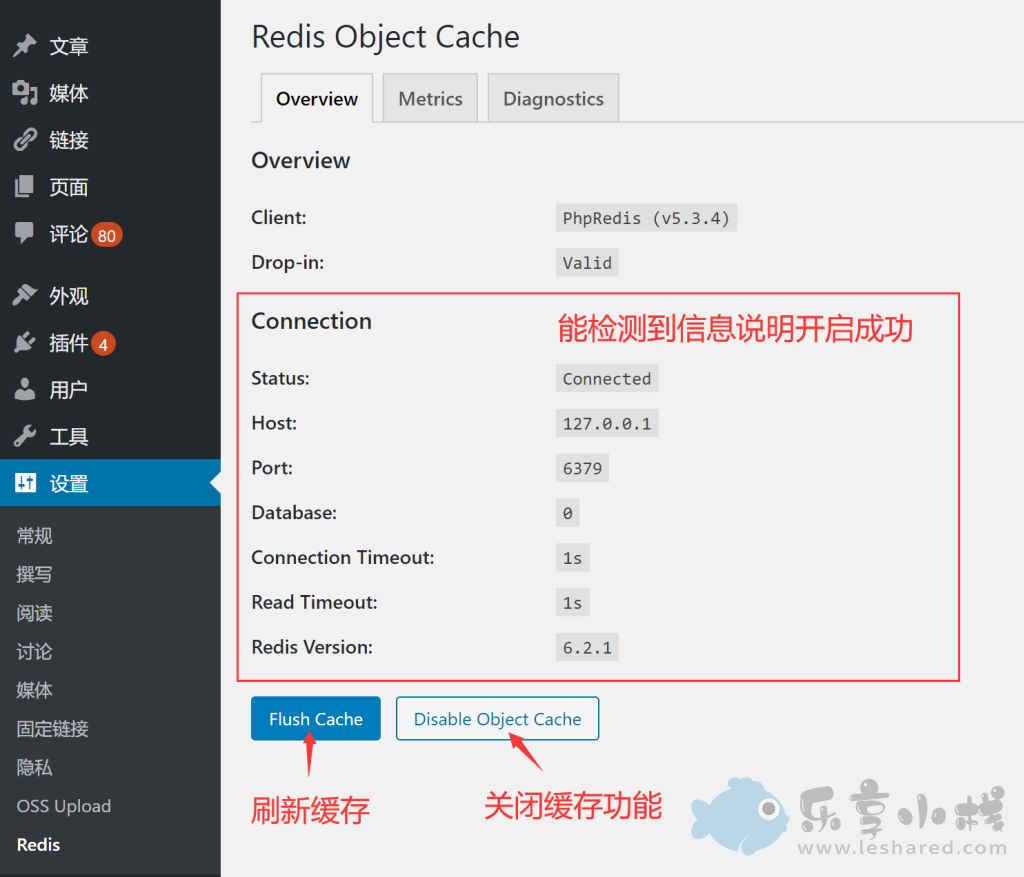 文章
媒体
链接
页面
评论 80
外观
插件 4
用户
工具
设置
常规
撰写
阅读
讨论
媒体
固定链接
隐私
OSS Upload
Redis
Redis Object Cache
Overview Metrics Diagnostics
Overview
Client: PhpRedis (v5.3.4)
Drop-in: Valid
Connection 能检测到信息说明开启成功
Status: Connected
Host: 127.0.0.1
Port: 6379
Database: 0
Connection Timeout: 1s
Read Timeout: 1s
Redis Version: 6.2.1
Flush Cache Disable Object Cache
刷新缓存 关闭缓存功能
乐享小栈
www.leshared.com